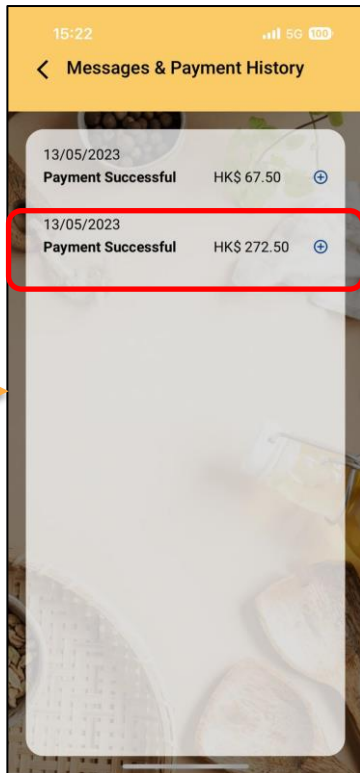 15:22
5G 100
Messages & Payment History
13/05/2023
Payment Successful HK$ 67.50
13/05/2023
Payment Successful HK$ 272.50